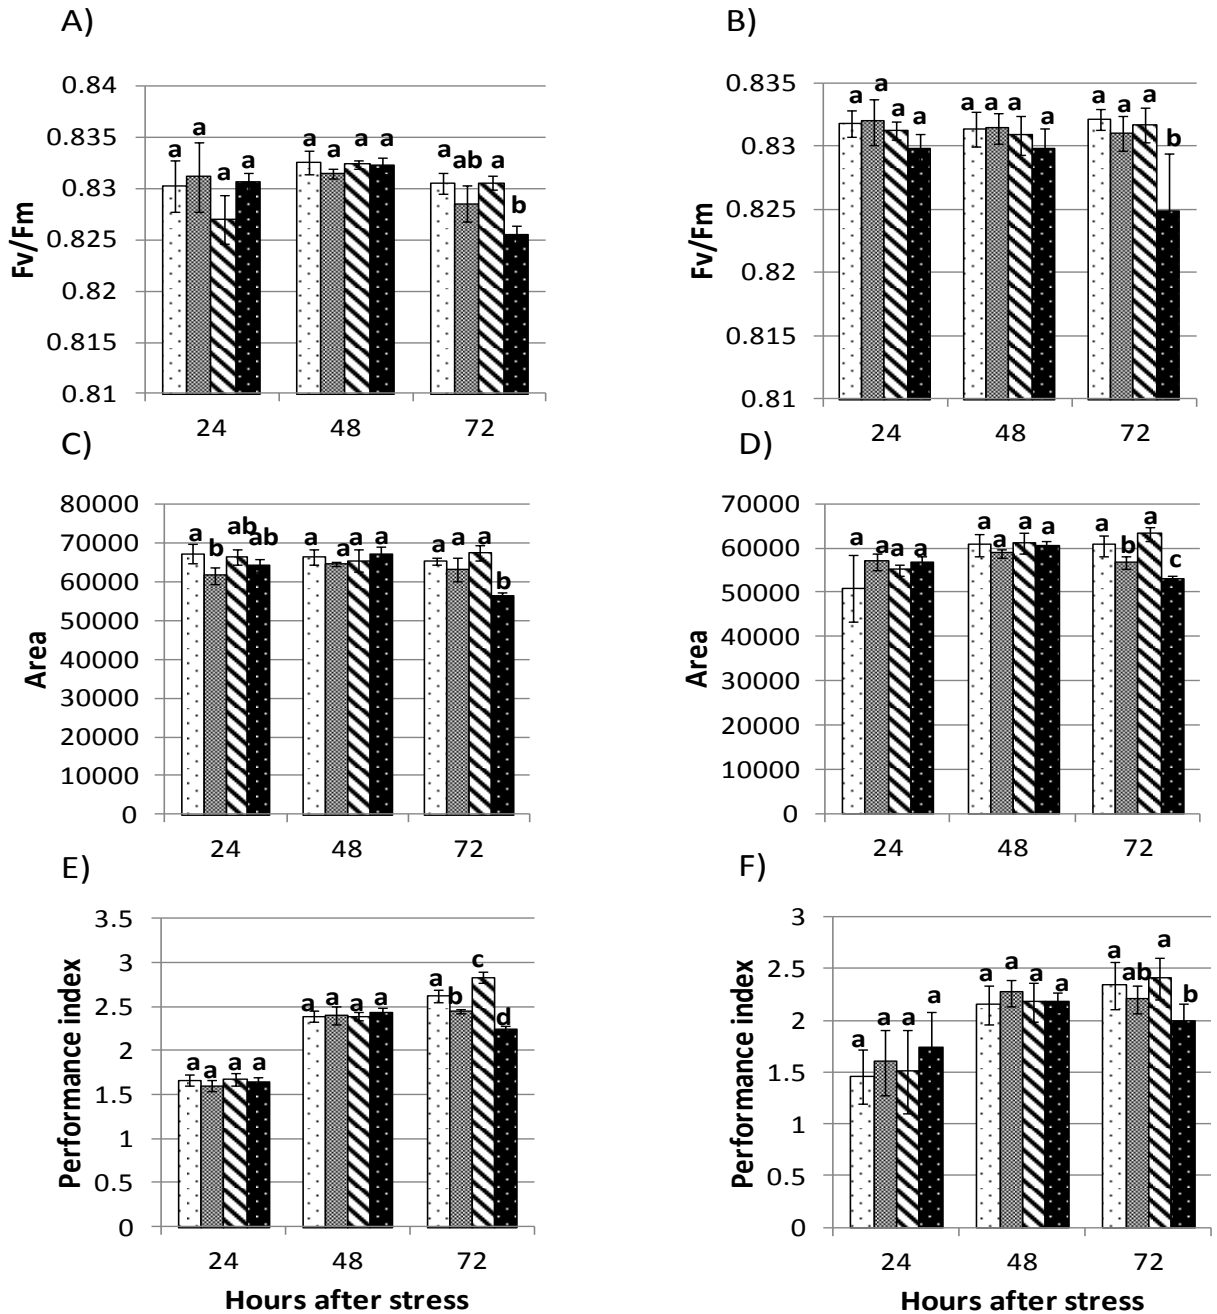 A)
Fv/Fm
0.84
0.835
0.83
0.825
0.82
0.815
0.81
a a a a
a a a a
a ab a b
24 48 72
B)
Fv/Fm
0.835
0.83
0.825
0.82
0.815
0.81
a a a a
a a a a
a a a b
24 48 72
C)
Area
80000
70000
60000
50000
40000
30000
20000
10000
0
a b ab ab
a a a a
a a a b
24 48 72
D)
Area
70000
60000
50000
40000
30000
20000
10000
0
a a a a
a a a a
a b a c
24 48 72
E)
Performance index
3.5
3
2.5
2
1.5
1
0.5
0
a a a a
a a a a
a b c d
24 48 72
Hours after stress
F)
Performance index
3
2.5
2
1.5
1
0.5
0
a a a a
a a a a
a ab a b
24 48 72
Hours after stress